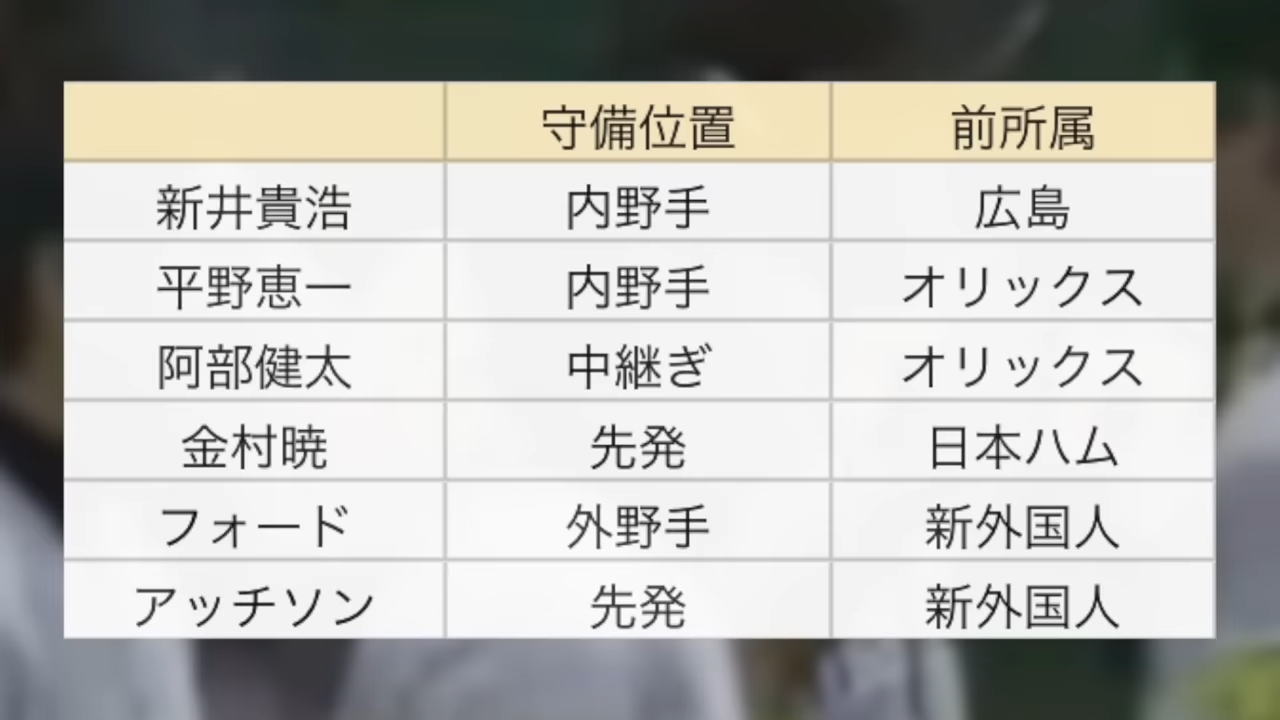 守備位置 前所属
新井貴浩 内野手 広島
平野恵一 内野手 オリックス
阿部健太 中継ぎ オリックス
金村暁 先発 日本ハム
フォード 外野手 新外国人
アッチソン 先発 新外国人